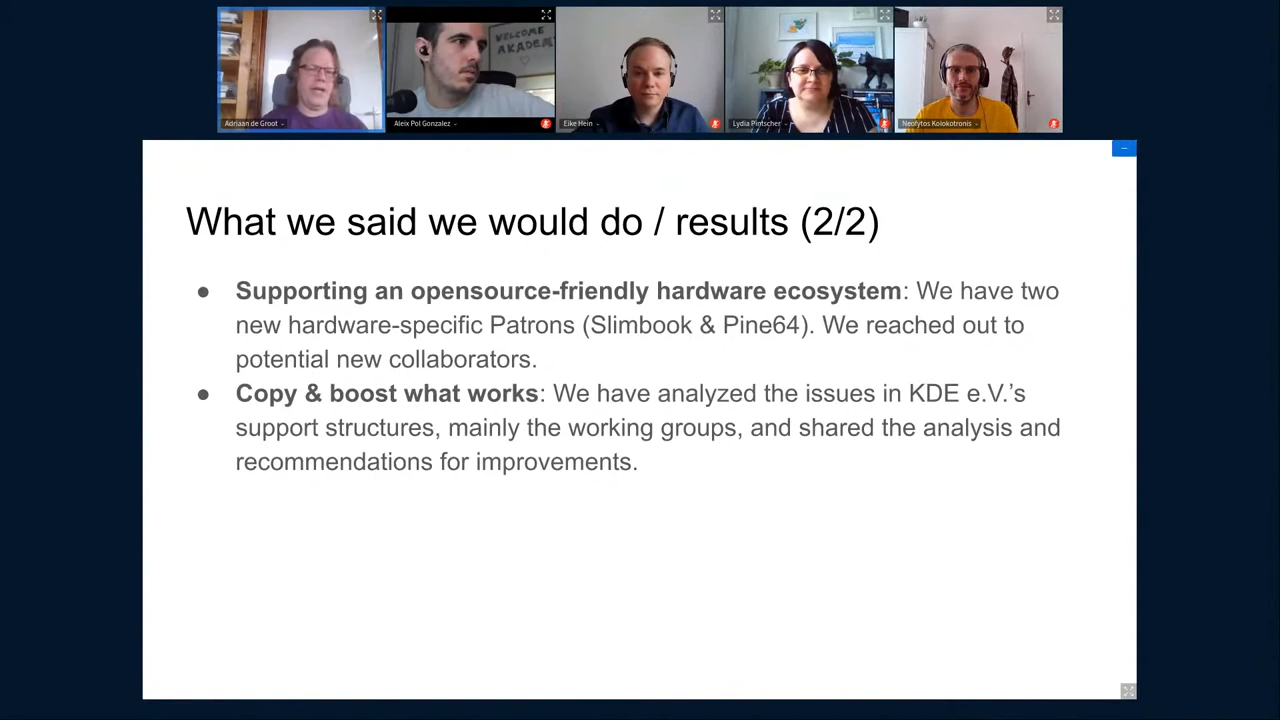 WELCOME
AKADEMY
Adriaan de Groot
Aleix Pol Gonzalez
Eike Hein
Lydia Pintscher
Neofytos Kolokotronis
What we said we would do / results (2/2)
● Supporting an opensource-friendly hardware ecosystem: We have two
new hardware-specific Patrons (Slimbook & Pine64). We reached out to
potential new collaborators.
● Copy & boost what works: We have analyzed the issues in KDE e.V.’s
support structures, mainly the working groups, and shared the analysis and
recommendations for improvements.